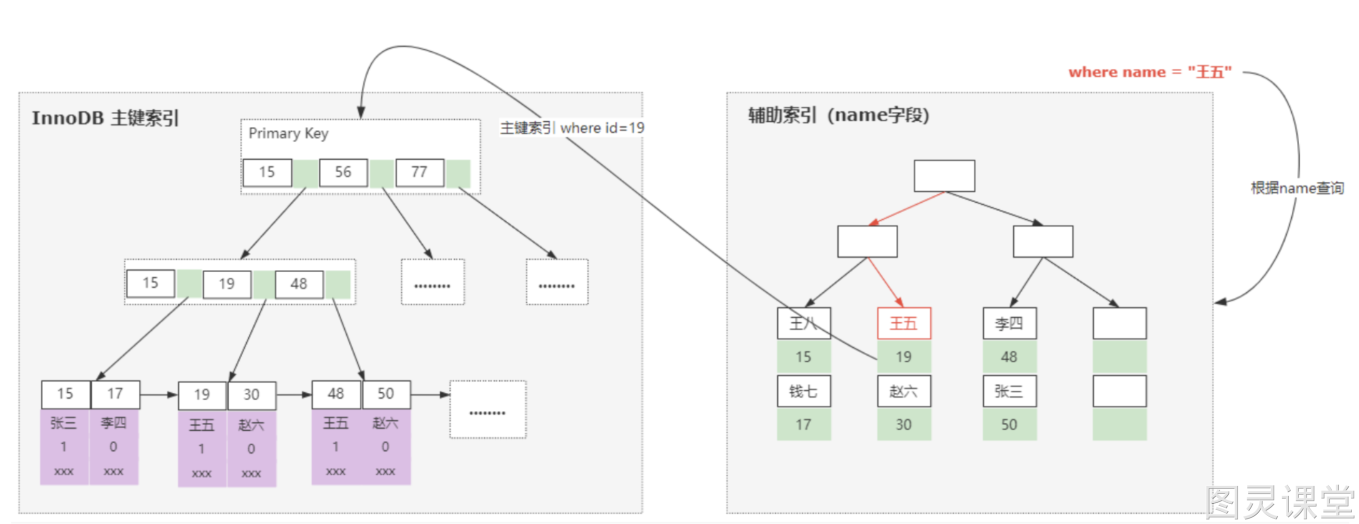 where name = "王五"
InnoDB 主键索引
Primary Key
主键索引 where id=19
辅助索引 (name字段)
根据name查询
15 56 77
15 19 48
........ ........
王八 王五 李四
15 19 48
钱七 赵六 张三
17 30 50
15 17 19 30 48 50
张三 李四 王五 赵六 王五 赵六
1 0 1 0 1 0
xxx xxx xxx xxx xxx xxx
........
图灵课堂